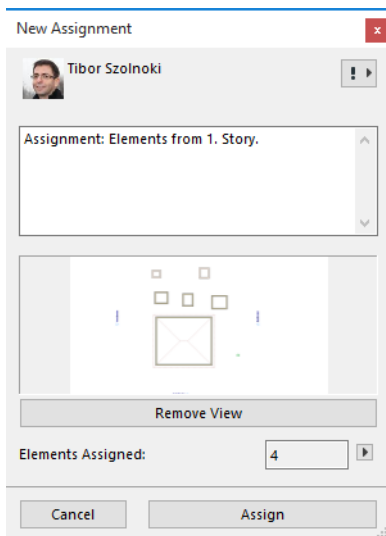 New Assignment
x
Tibor Szolnoki
!
Assignment: Elements from 1. Story.
Remove View
Elements Assigned:
4
Cancel
Assign